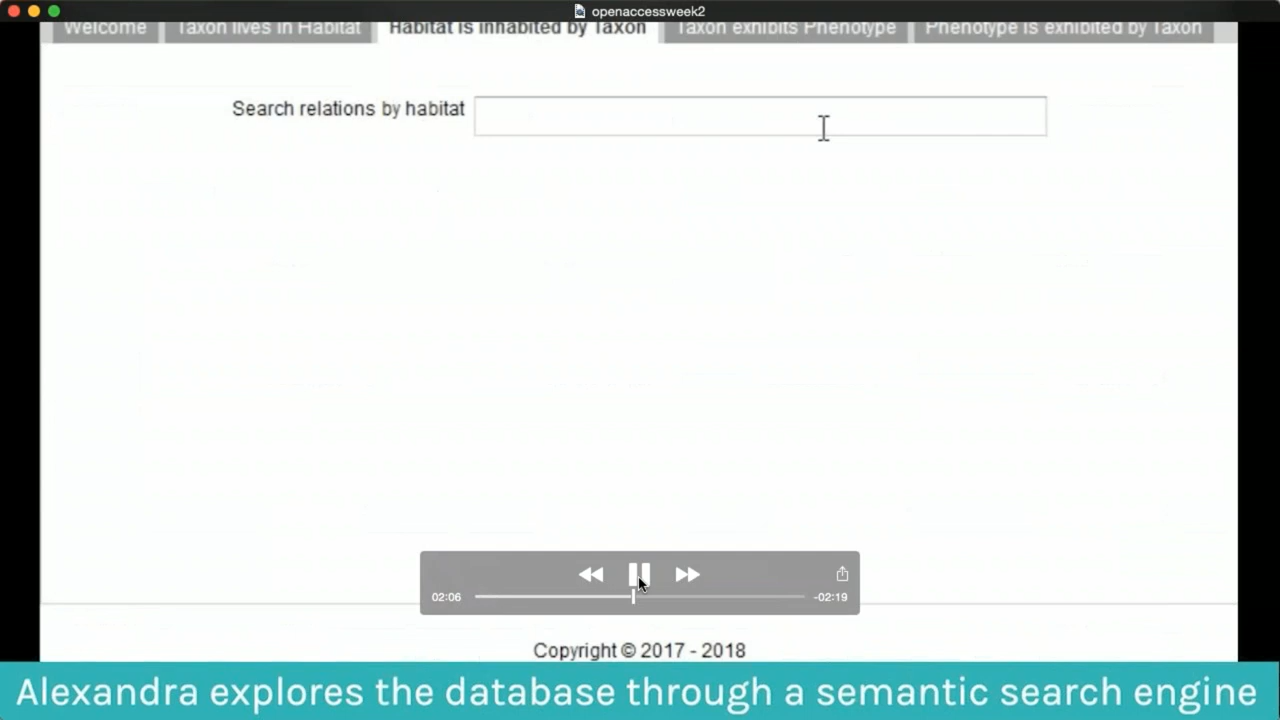 openaccessweek2
Welcome Taxon lives in Habitat Habitat is inhabited by Taxon Taxon exhibits Phenotype Phenotype is exhibited by Taxon
Search relations by habitat
02:06 -02:19
Copyright © 2017 - 2018
Alexandra explores the database through a semantic search engine